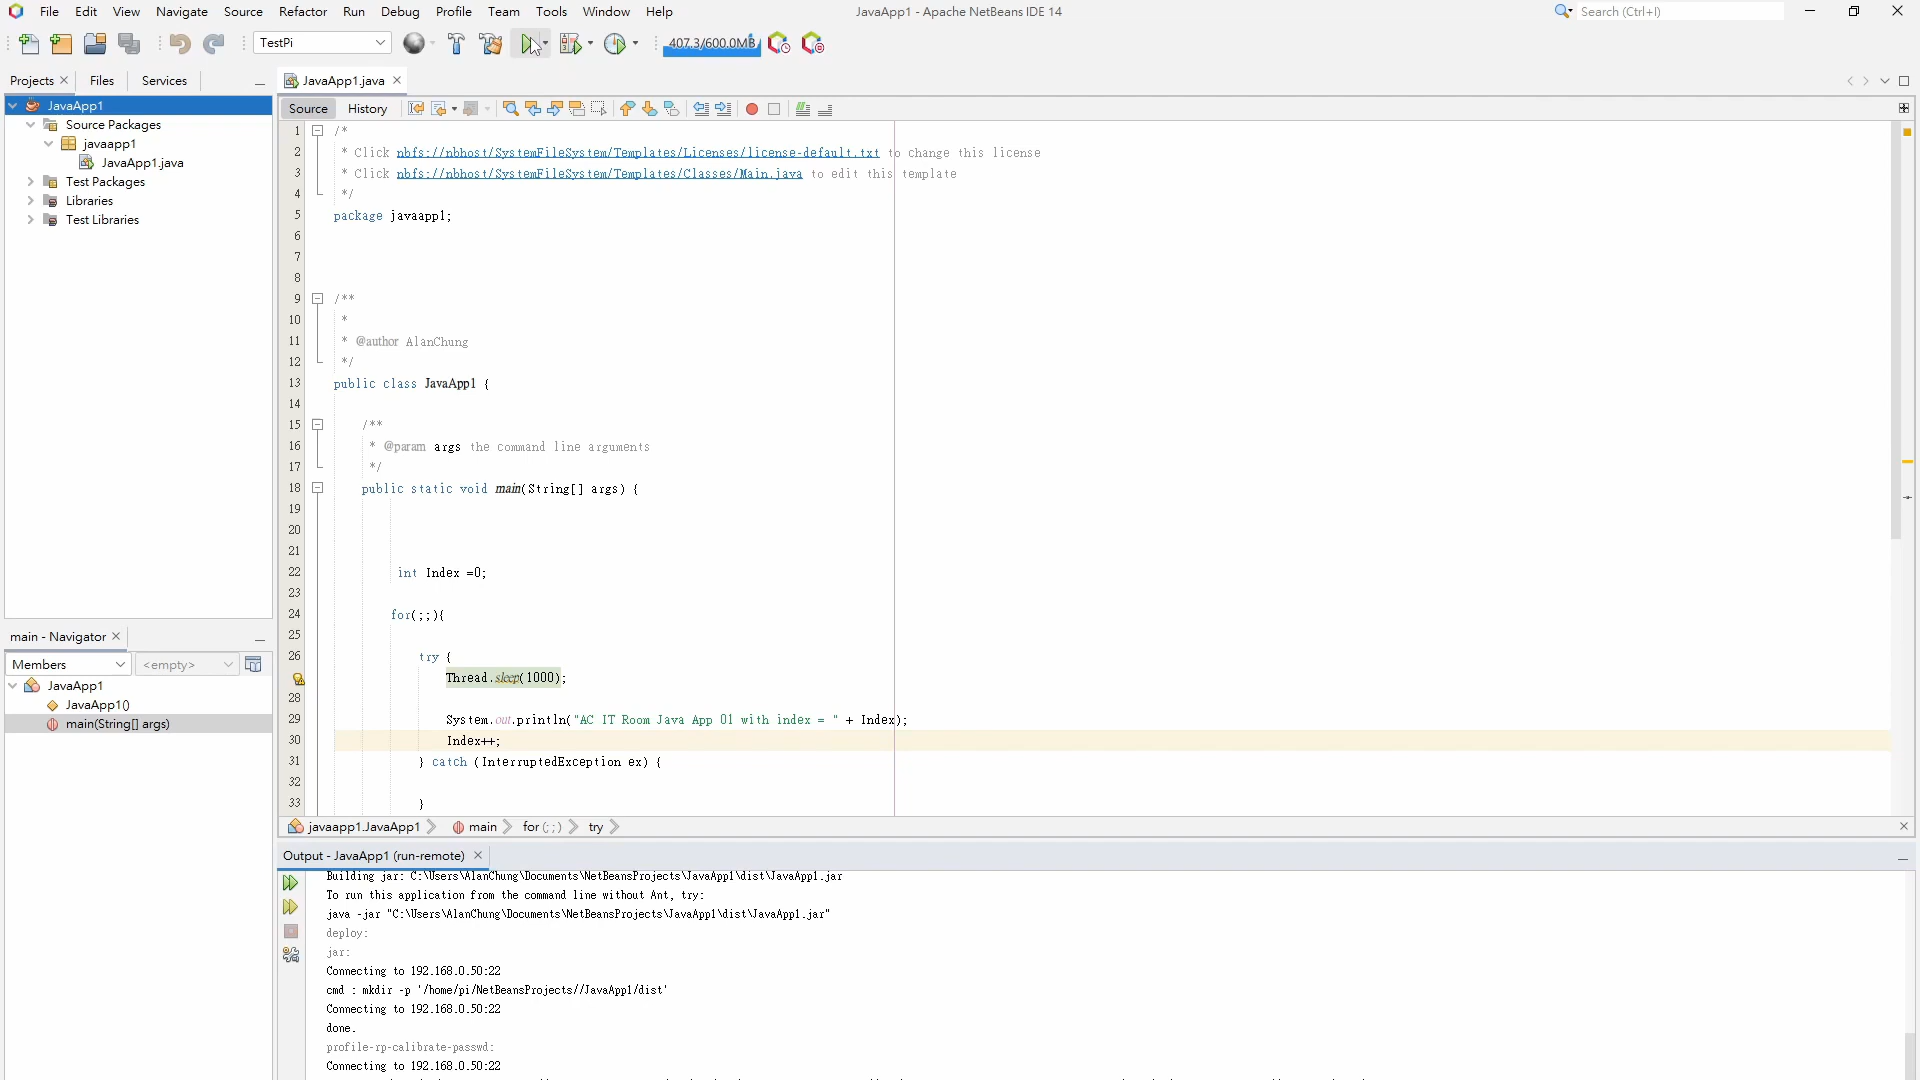 File Edit View Navigate Source Refactor Run Debug Profile Team Tools Window Help
JavaApp1 - Apache NetBeans IDE 14
Search (Ctrl+I)
TestPi
407.3/600.0MB
Projects Files Services
JavaApp1.java
JavaApp1
Source Packages
javaapp1
JavaApp1.java
Test Packages
Libraries
Test Libraries
Source History
1 /*
2 * Click nbfs://nbhost/SystemFileSystem/Templates/Licenses/license-default.txt to change this license
3 * Click nbfs://nbhost/SystemFileSystem/Templates/Classes/Main.java to edit this template
4 */
5 package javaapp1;
6
7
8
9 /**
10 *
11 * @author AlanChung
12 */
13 public class JavaApp1 {
14
15 /**
16 * @param args the command line arguments
17 */
18 public static void main(String[] args) {
19
20
21
22 int Index =0;
23
24 for(;;){
25
26 try {
Thread.sleep(1000);
28
29 System.out.println("AC IT Room Java App 01 with index = " + Index);
30 Index++;
31 } catch (InterruptedException ex) {
32
33 }
main - Navigator
Members <empty>
JavaApp1
JavaApp1()
main(String[] args)
javaapp1.JavaApp1 main for (;;) try
Output - JavaApp1 (run-remote)
Building jar: C:\Users\AlanChung\Documents\NetBeansProjects\JavaApp1\dist\JavaApp1.jar
To run this application from the command line without Ant, try:
java -jar "C:\Users\AlanChung\Documents\NetBeansProjects\JavaApp1\dist\JavaApp1.jar"
deploy:
jar:
Connecting to 192.168.0.50:22
cmd : mkdir -p '/home/pi/NetBeansProjects//JavaApp1/dist'
Connecting to 192.168.0.50:22
done.
profile-rp-calibrate-passwd:
Connecting to 192.168.0.50:22